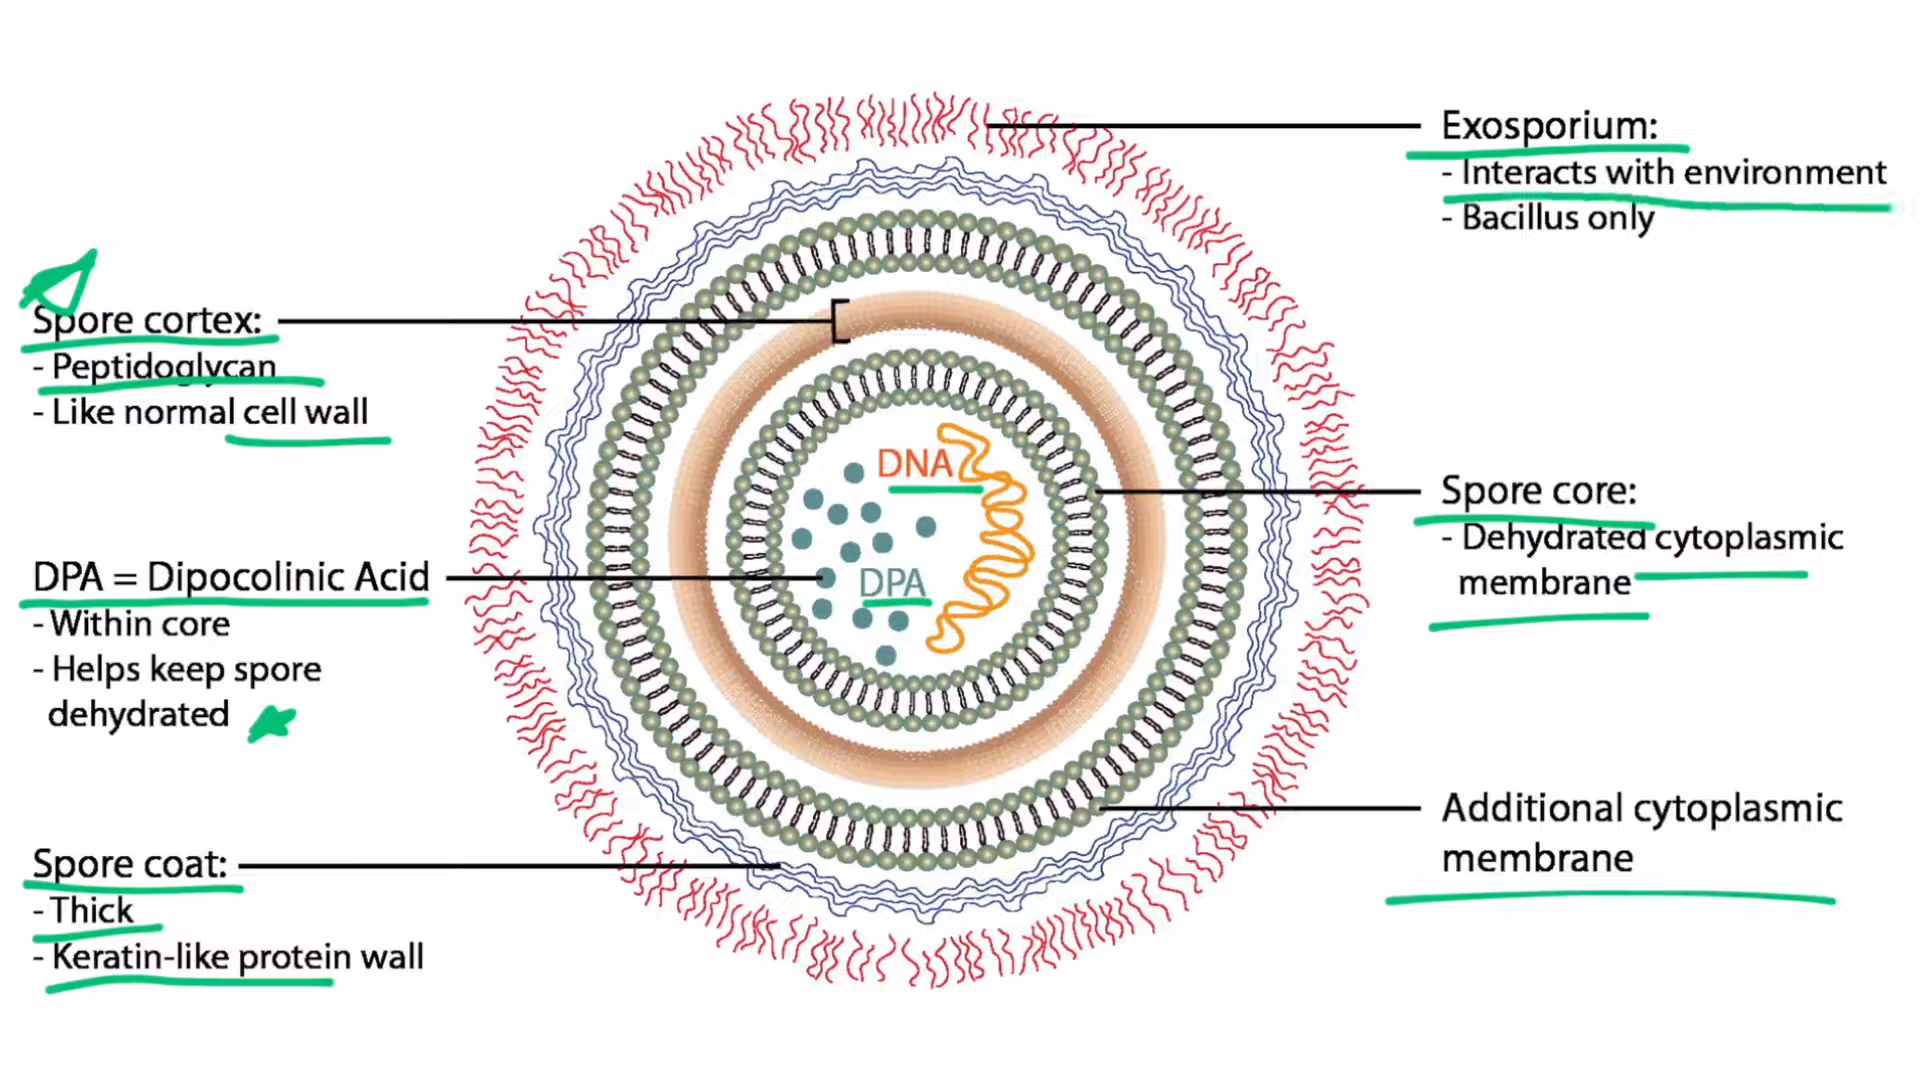 Exosporium:
- Interacts with environment
- Bacillus only
Spore cortex:
- Peptidoglycan
- Like normal cell wall
DNA
DPA
Spore core:
- Dehydrated cytoplasmic
membrane
DPA = Dipocolinic Acid
- Within core
- Helps keep spore
dehydrated
Additional cytoplasmic
membrane
Spore coat:
- Thick
- Keratin-like protein wall